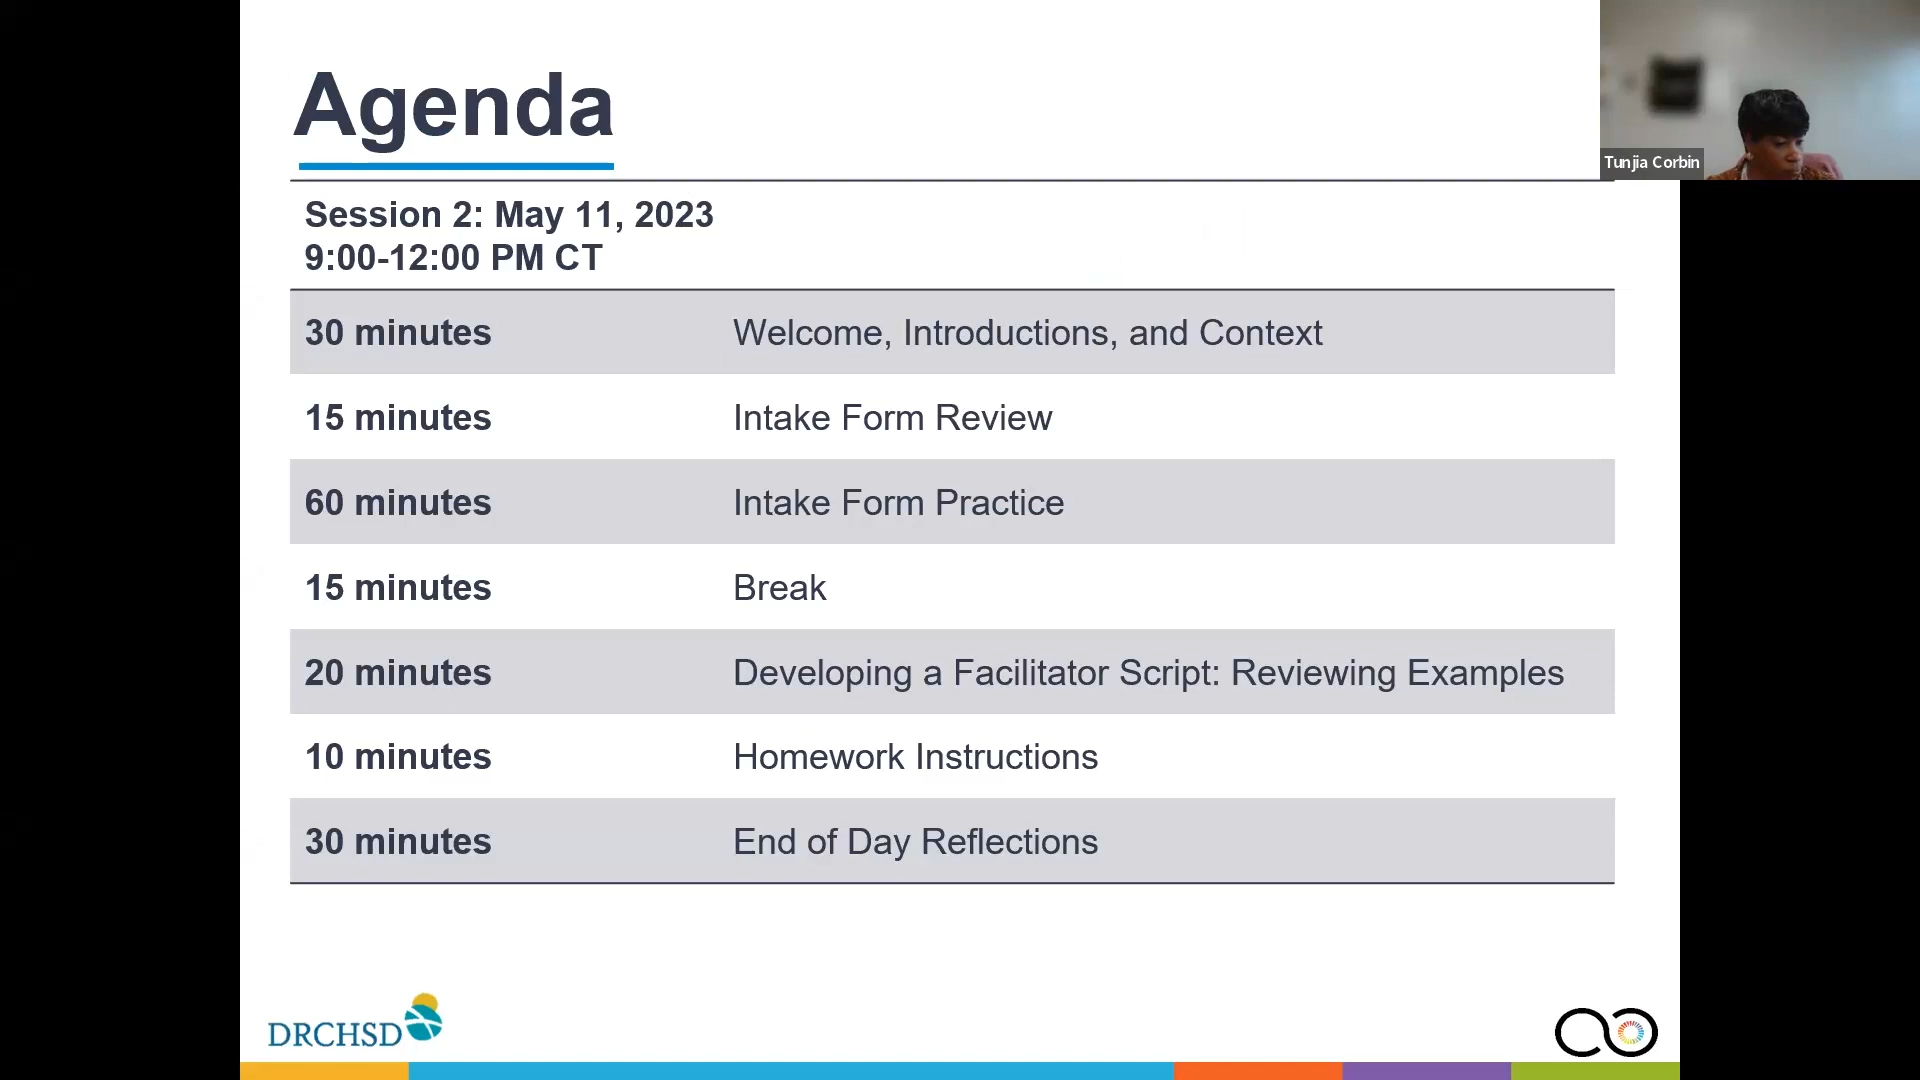 Agenda
Tunjia Corbin
Session 2: May 11, 2023
9:00-12:00 PM CT
30 minutes Welcome, Introductions, and Context
15 minutes Intake Form Review
60 minutes Intake Form Practice
15 minutes Break
20 minutes Developing a Facilitator Script: Reviewing Examples
10 minutes Homework Instructions
30 minutes End of Day Reflections
DRCHSD